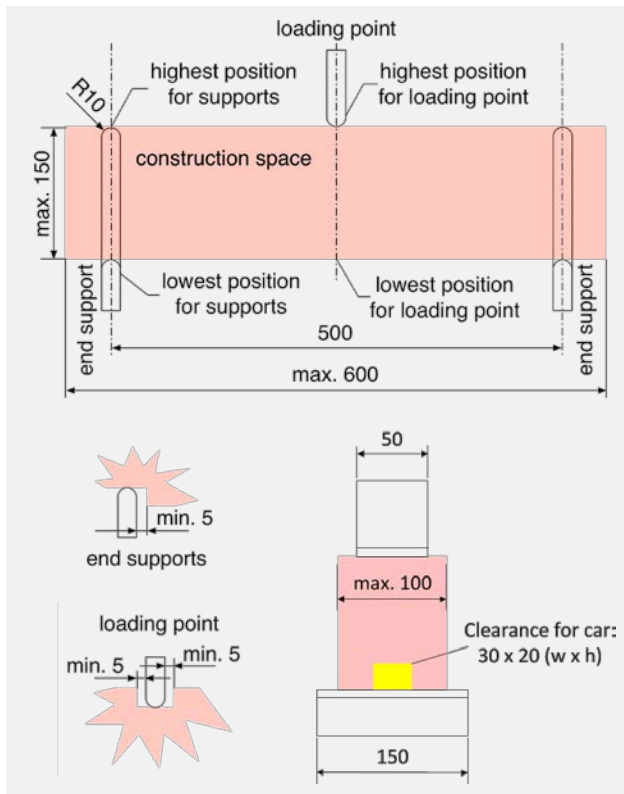 loading point
highest position
for supports
highest position
for loading point
R10
construction space
max. 150
lowest position
for supports
lowest position
for loading point
end support
end support
500
max. 600
50
min. 5
end supports
max. 100
loading point
min. 5
min. 5
Clearance for car:
30 x 20 (w x h)
150